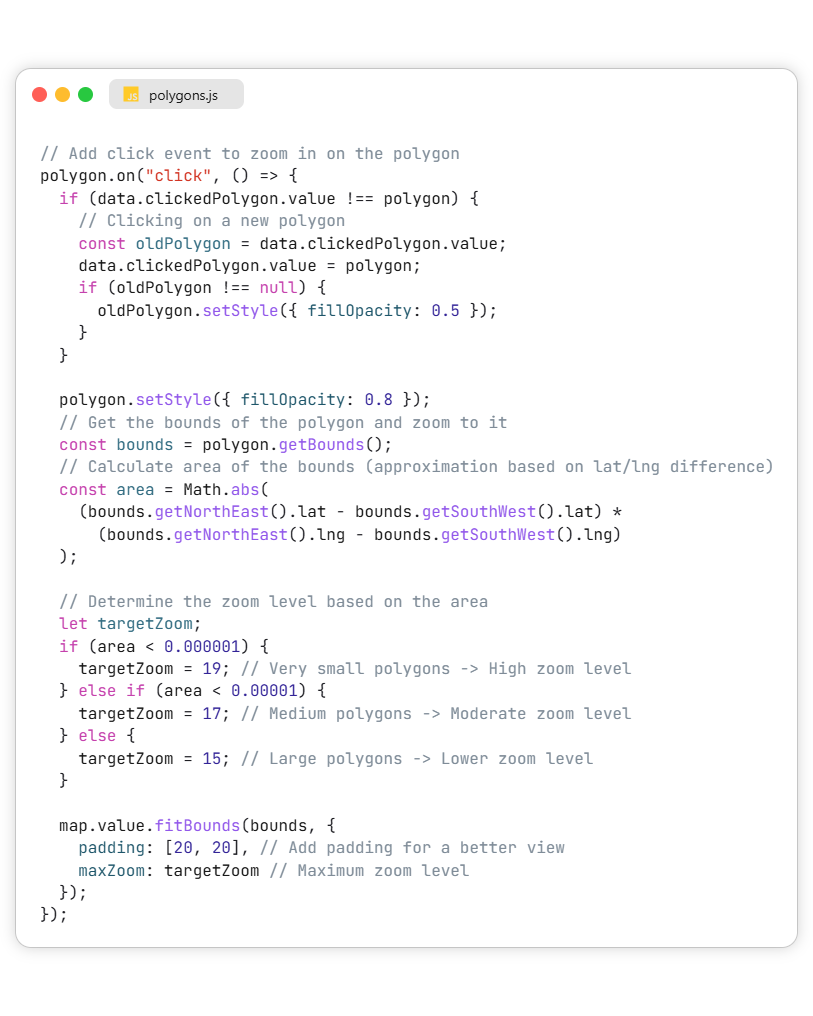 JS polygons.js
// Add click event to zoom in on the polygon
polygon.on("click", () => {
  if (data.clickedPolygon.value !== polygon) {
    // Clicking on a new polygon
    const oldPolygon = data.clickedPolygon.value;
    data.clickedPolygon.value = polygon;
    if (oldPolygon !== null) {
      oldPolygon.setStyle({ fillOpacity: 0.5 });
    }
  }

  polygon.setStyle({ fillOpacity: 0.8 });
  // Get the bounds of the polygon and zoom to it
  const bounds = polygon.getBounds();
  // Calculate area of the bounds (approximation based on lat/lng difference)
  const area = Math.abs(
    (bounds.getNorthEast().lat - bounds.getSouthWest().lat) *
      (bounds.getNorthEast().lng - bounds.getSouthWest().lng)
  );

  // Determine the zoom level based on the area
  let targetZoom;
  if (area < 0.000001) {
    targetZoom = 19; // Very small polygons -> High zoom level
  } else if (area < 0.00001) {
    targetZoom = 17; // Medium polygons -> Moderate zoom level
  } else {
    targetZoom = 15; // Large polygons -> Lower zoom level
  }

  map.value.fitBounds(bounds, {
    padding: [20, 20], // Add padding for a better view
    maxZoom: targetZoom // Maximum zoom level
  });
});